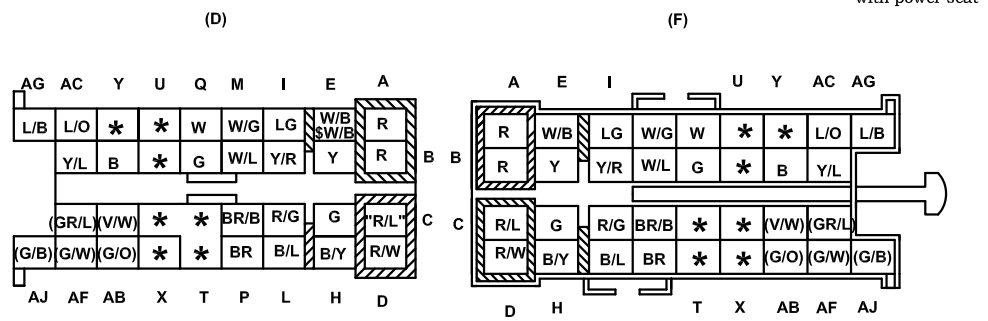 with power seat
(D) (F)
AG AC Y U Q M I E A A E I U Y AC AG
L/B L/O * * W W/G LG W/B $W/B R R W/B LG W/G W * * L/O L/B
Y/L B * G W/L Y/R Y R B B R Y Y/R W/L G * B Y/L
(GR/L) (V/W) * * BR/B R/G G "R/L" C C R/L G R/G BR/B * * (V/W) (GR/L)
(G/B) (G/W) (G/O) * * BR B/L B/Y R/W R/W B/Y B/L BR * * (G/O) (G/W) (G/B)
AJ AF AB X T P L H D D H T X AB AF AJ